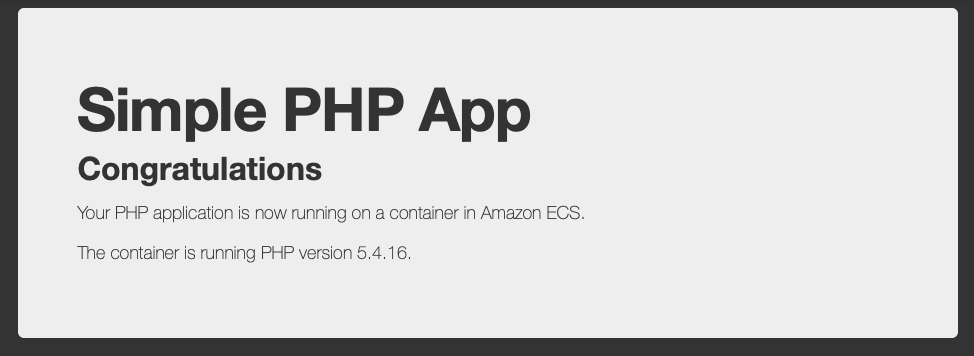 Simple PHP App
Congratulations
Your PHP application is now running on a container in Amazon ECS.
The container is running PHP version 5.4.16.